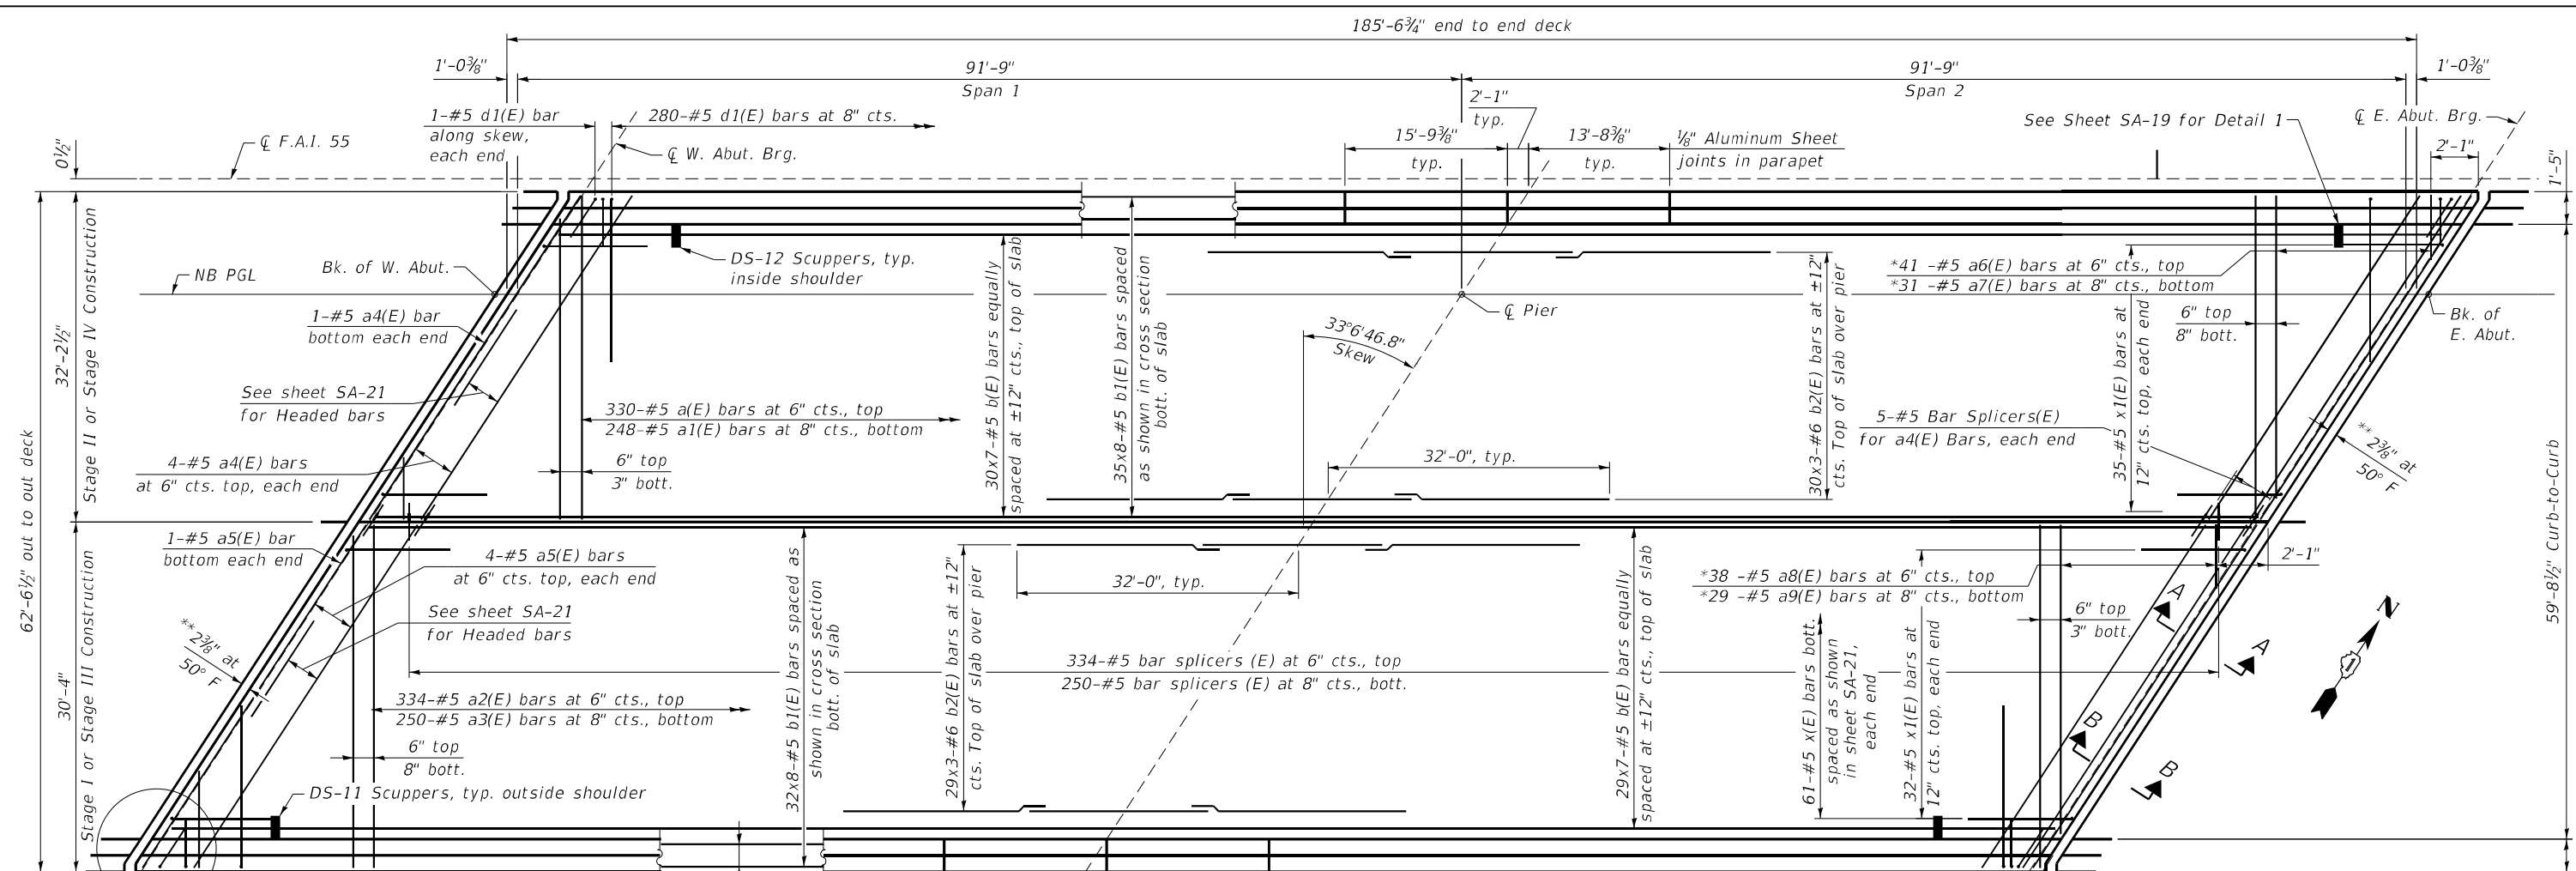 185'-6¾" end to end deck
1'-0⅜"
91'-9"
Span 1
91'-9"
Span 2
1'-0⅜"
1-#5 d1(E) bar
along skew,
each end
280-#5 d1(E) bars at 8" cts.
2'-1"
typ.
15'-9⅜"
typ.
13'-8⅜"
typ.
⅛" Aluminum Sheet
joints in parapet
See Sheet SA-19 for Detail 1
℄ E. Abut. Brg.
2'-1"
1'-5"
0½"
℄ F.A.I. 55
℄ W. Abut. Brg.
NB PGL
Bk. of W. Abut.
DS-12 Scuppers, typ.
inside shoulder
℄ Pier
33°6'46.8"
Skew
*41 -#5 a6(E) bars at 6" cts., top
*31 -#5 a7(E) bars at 8" cts., bottom
6" top
8" bott.
Bk. of
E. Abut.
1-#5 a4(E) bar
bottom each end
See sheet SA-21
for Headed bars
330-#5 a(E) bars at 6" cts., top
248-#5 a1(E) bars at 8" cts., bottom
6" top
3" bott.
30x7-#5 b(E) bars equally
spaced at ±12" cts., top of slab
35x8-#5 b1(E) bars spaced
as shown in cross section
bott. of slab
30x3-#6 b2(E) bars at ±12"
cts. Top of slab over pier
5-#5 Bar Splicers(E)
for a4(E) Bars, each end
35-#5 x1(E) bars at
12" cts. top, each end
** 2⅜" at
50° F
4-#5 a4(E) bars
at 6" cts. top, each end
32'-0", typ.
62'-6½" out to out deck
32'-2½"
Stage II or Stage IV Construction
30'-4"
Stage I or Stage III Construction
59'-8½" Curb-to-Curb
1-#5 a5(E) bar
bottom each end
4-#5 a5(E) bars
at 6" cts. top, each end
See sheet SA-21
for Headed bars
** 2⅜" at
50° F
32'-0", typ.
*38 -#5 a8(E) bars at 6" cts., top
*29 -#5 a9(E) bars at 8" cts., bottom
2'-1"
6" top
3" bott.
334-#5 bar splicers (E) at 6" cts., top
250-#5 bar splicers (E) at 8" cts., bott.
334-#5 a2(E) bars at 6" cts., top
250-#5 a3(E) bars at 8" cts., bottom
6" top
8" bott.
32x8-#5 b1(E) bars spaced as
shown in cross section
bott. of slab
29x3-#6 b2(E) bars at ±12"
cts. Top of slab over pier
29x7-#5 b(E) bars equally
spaced at ±12" cts., top of slab
61-#5 x(E) bars bott.
spaced as shown
in sheet SA-21,
each end
32-#5 x1(E) bars at
12" cts. top, each end
A
A
B
B
N
1
DS-11 Scuppers, typ. outside shoulder